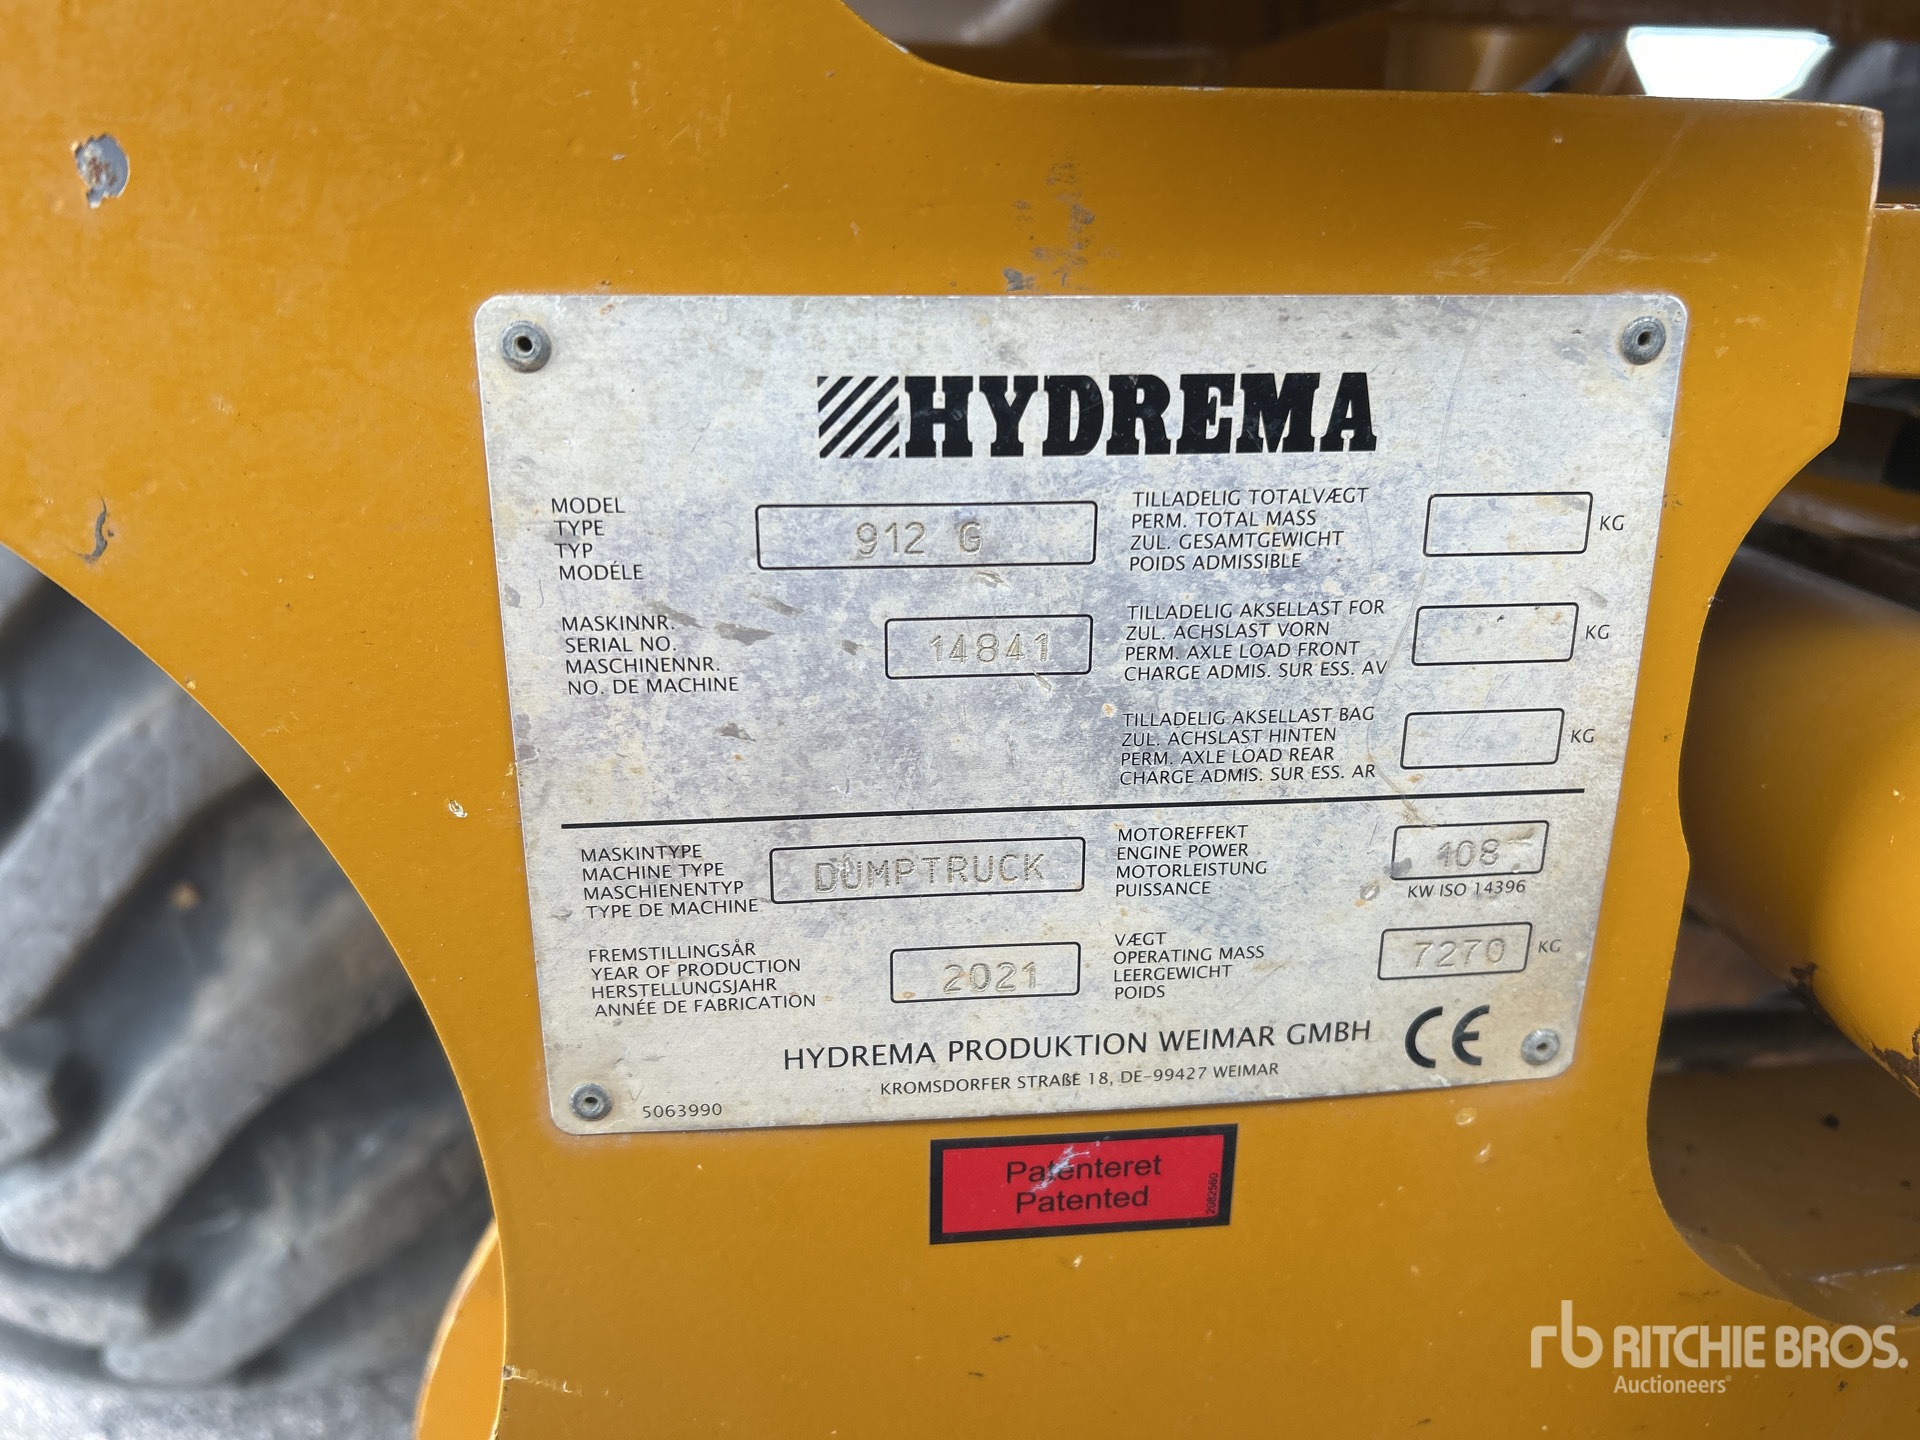 HYDREMA
MODEL
TYPE
TYP
MODÉLE
912 G
TILLADELIG TOTALVÆGT
PERM. TOTAL MASS
ZUL. GESAMTGEWICHT
POIDS ADMISSIBLE
KG
MASKINNR.
SERIAL NO.
MASCHINENNR.
NO. DE MACHINE
14841
TILLADELIG AKSELLAST FOR
ZUL. ACHSLAST VORN
PERM. AXLE LOAD FRONT
CHARGE ADMIS. SUR ESS. AV
KG
TILLADELIG AKSELLAST BAG
ZUL. ACHSLAST HINTEN
PERM. AXLE LOAD REAR
CHARGE ADMIS. SUR ESS. AR
KG
MASKINTYPE
MACHINE TYPE
MASCHIENENTYP
TYPE DE MACHINE
DUMPTRUCK
MOTOREFFEKT
ENGINE POWER
MOTORLEISTUNG
PUISSANCE
108
KW ISO 14396
FREMSTILLINGSÅR
YEAR OF PRODUCTION
HERSTELLUNGSJAHR
ANNÉE DE FABRICATION
2021
VÆGT
OPERATING MASS
LEERGEWICHT
POIDS
7270 KG
HYDREMA PRODUKTION WEIMAR GMBH
KROMSDORFER STRAßE 18, DE-99427 WEIMAR
CE
5063990
Patenteret
Patented
2082560
rb RITCHIE BROS.
Auctioneers